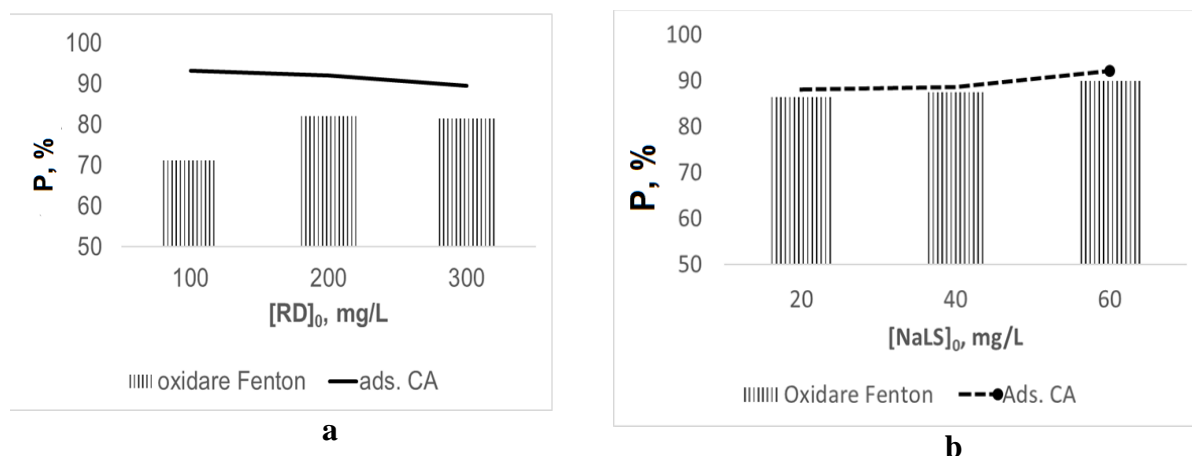 100
90
80
70
60
50
P, %
100 200 300
[RD]₀, mg/L
oxidare Fenton ads. CA
a
100
90
80
70
60
50
P, %
20 40 60
[NaLS]₀, mg/L
Oxidare Fenton Ads. CA
b